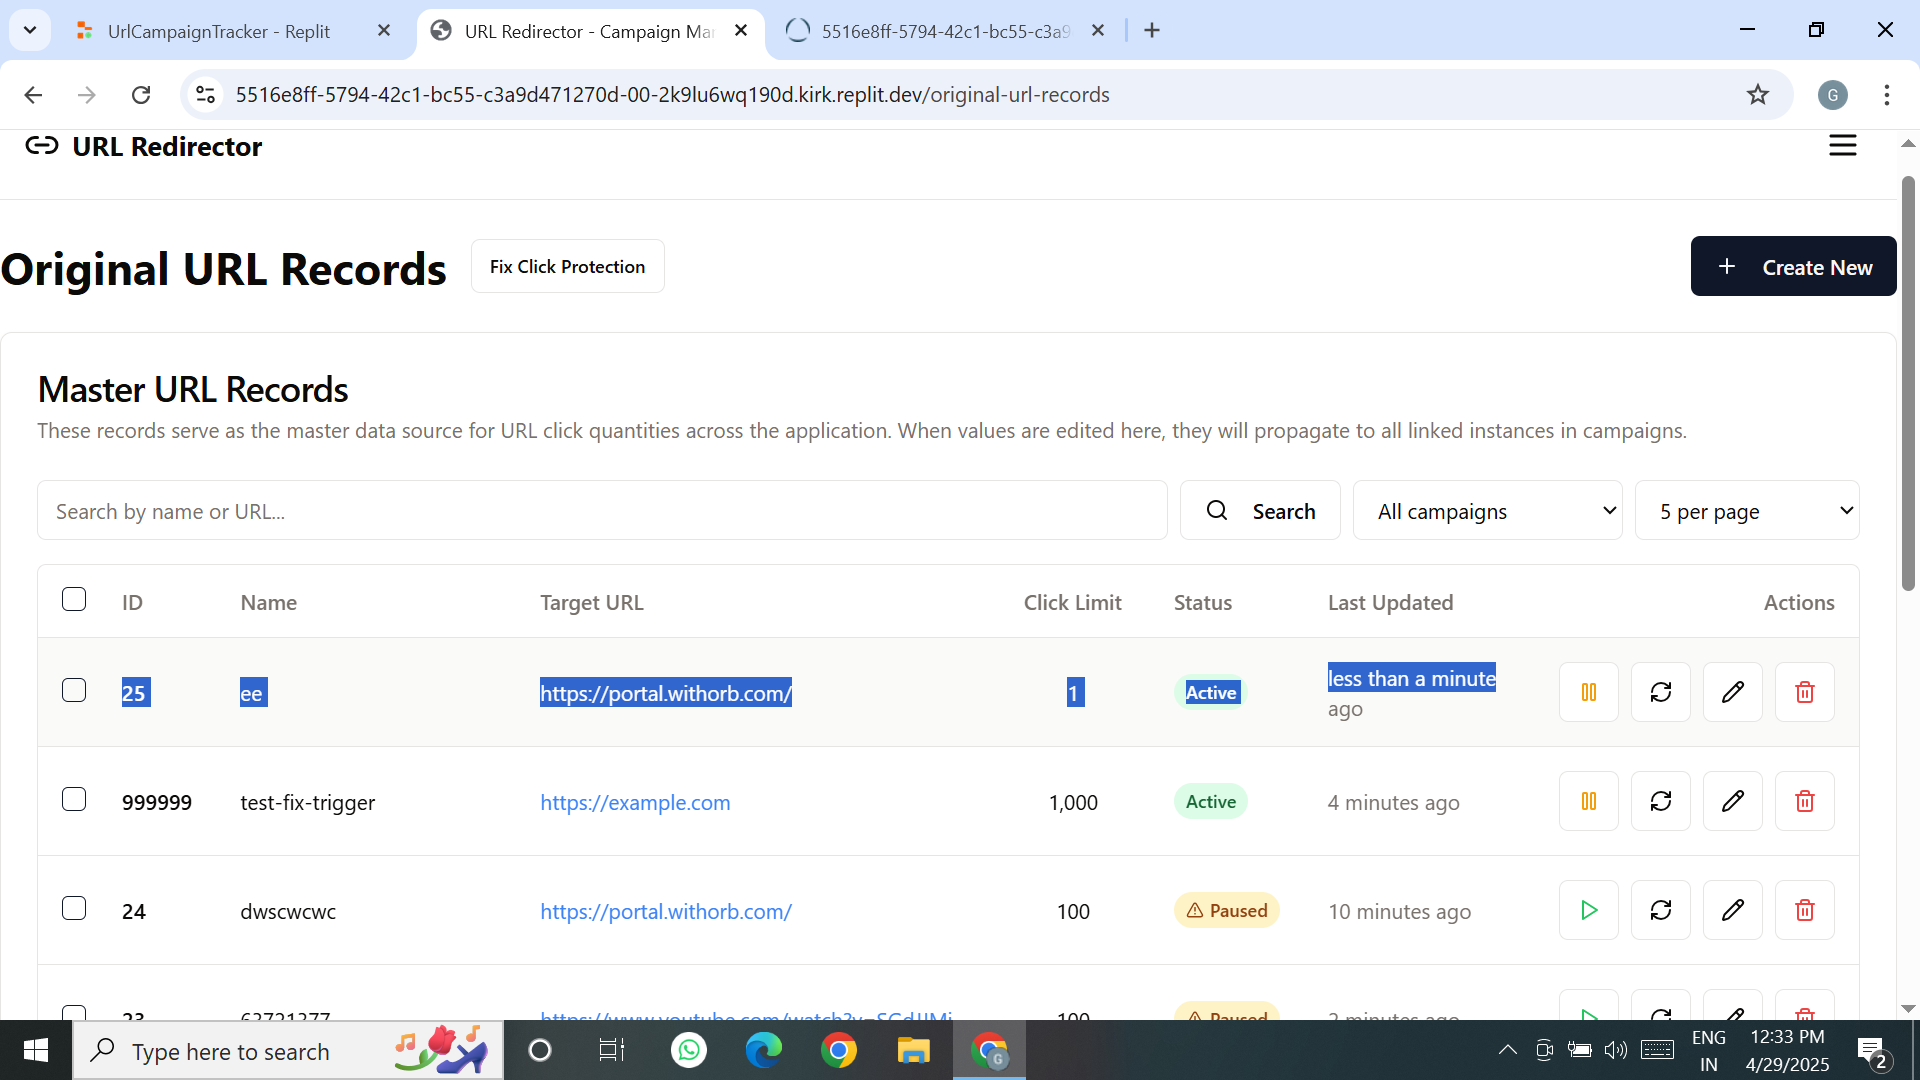 UrlCampaignTracker - Replit
URL Redirector - Campaign Mar
5516e8ff-5794-42c1-bc55-c3a9
5516e8ff-5794-42c1-bc55-c3a9d471270d-00-2k9lu6wq190d.kirk.replit.dev/original-url-records
G
URL Redirector
Original URL Records
Fix Click Protection
Create New
Master URL Records
These records serve as the master data source for URL click quantities across the application. When values are edited here, they will propagate to all linked instances in campaigns.
Search by name or URL...
Search
All campaigns
5 per page
ID Name Target URL Click Limit Status Last Updated Actions
25 ee https://portal.withorb.com/ 1 Active less than a minute
ago
999999 test-fix-trigger https://example.com 1,000 Active 4 minutes ago
24 dwscwcwc https://portal.withorb.com/ 100 Paused 10 minutes ago
23 63721377 100 Paused 2 minutes ago
Type here to search
G
ENG
IN
12:33 PM
4/29/2025
2